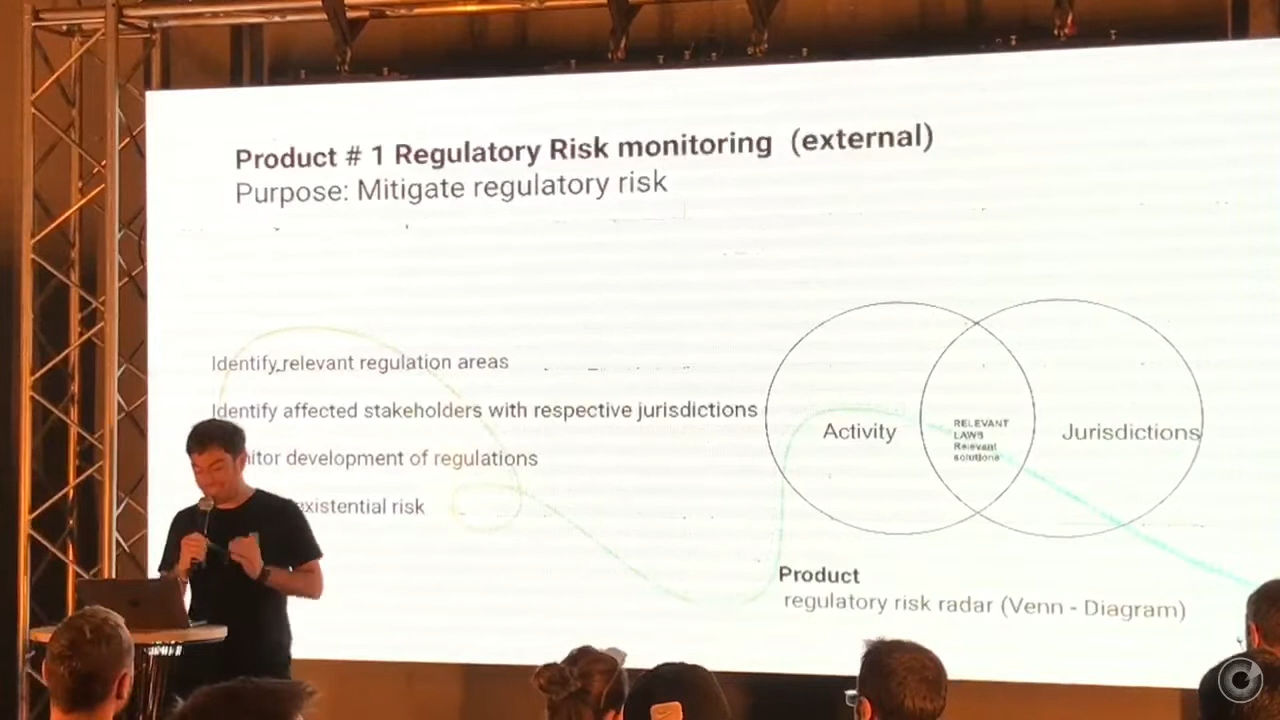 Product # 1 Regulatory Risk monitoring (external)
Purpose: Mitigate regulatory risk
Identify relevant regulation areas
Identify affected stakeholders with respective jurisdictions
development of regulations
existential risk
Activity
RELEVANT
LAWS
Relevant
solutions
Jurisdictions
Product
regulatory risk radar (Venn - Diagram)